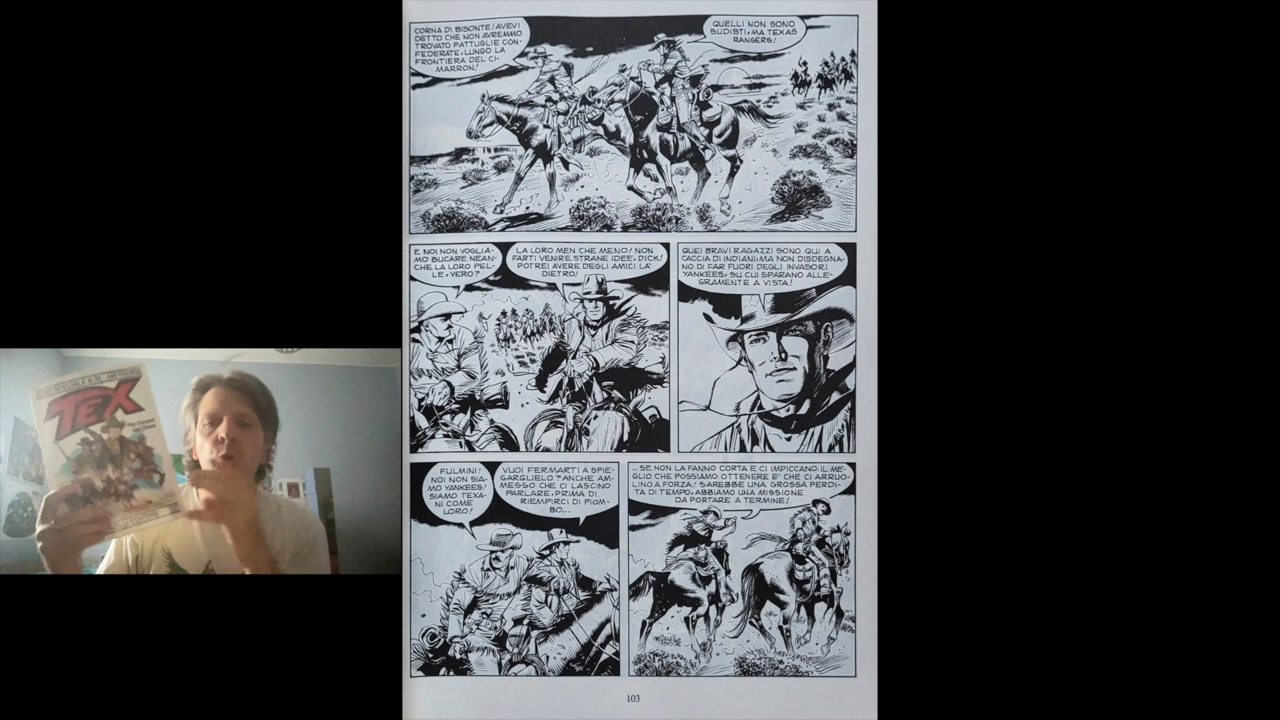 CORNA DI BISONTE! AVEVI
DETTO CHE NON AVREMMO
TROVATO PATTUGLIE CON-
FEDERATE, LUNGO LA
FRONTIERA DEL CI-
MARRON!
QUELLI NON SONO
SUDISTI, MA TEXAS
RANGERS!
E NOI NON VOGLIA-
MO BUCARE NEAN-
CHE LA LORO PEL-
LE, VERO?
LA LORO MEN CHE MENO! NON
FARTI VENIRE STRANE IDEE, DICK!
POTREI AVERE DEGLI AMICI LÀ
DIETRO!
QUEI BRAVI RAGAZZI SONO QUI A
CACCIA DI INDIANI, MA NON DISDEGNA-
NO DI FAR FUORI DEGLI INVASORI
YANKEES, SU CUI SPARANO ALLE-
GRAMENTE A VISTA!
FULMINI!
NOI NON SIA-
MO YANKEES!
SIAMO TEXA-
NI COME
LORO!
VUOI FERMARTI A SPIE-
GARGLIELO? ANCHE AM-
MESSO CHE CI LASCINO
PARLARE, PRIMA DI
RIEMPIRCI DI PIOM-
BO...
... SE NON LA FANNO CORTA E CI IMPICCANO, IL ME-
GLIO CHE POSSIAMO OTTENERE E' CHE CI ARRUO-
LINO A FORZA! SAREBBE UNA GROSSA PERDI-
TA DI TEMPO: ABBIAMO UNA MISSIONE
DA PORTARE A TERMINE!
103
TEX